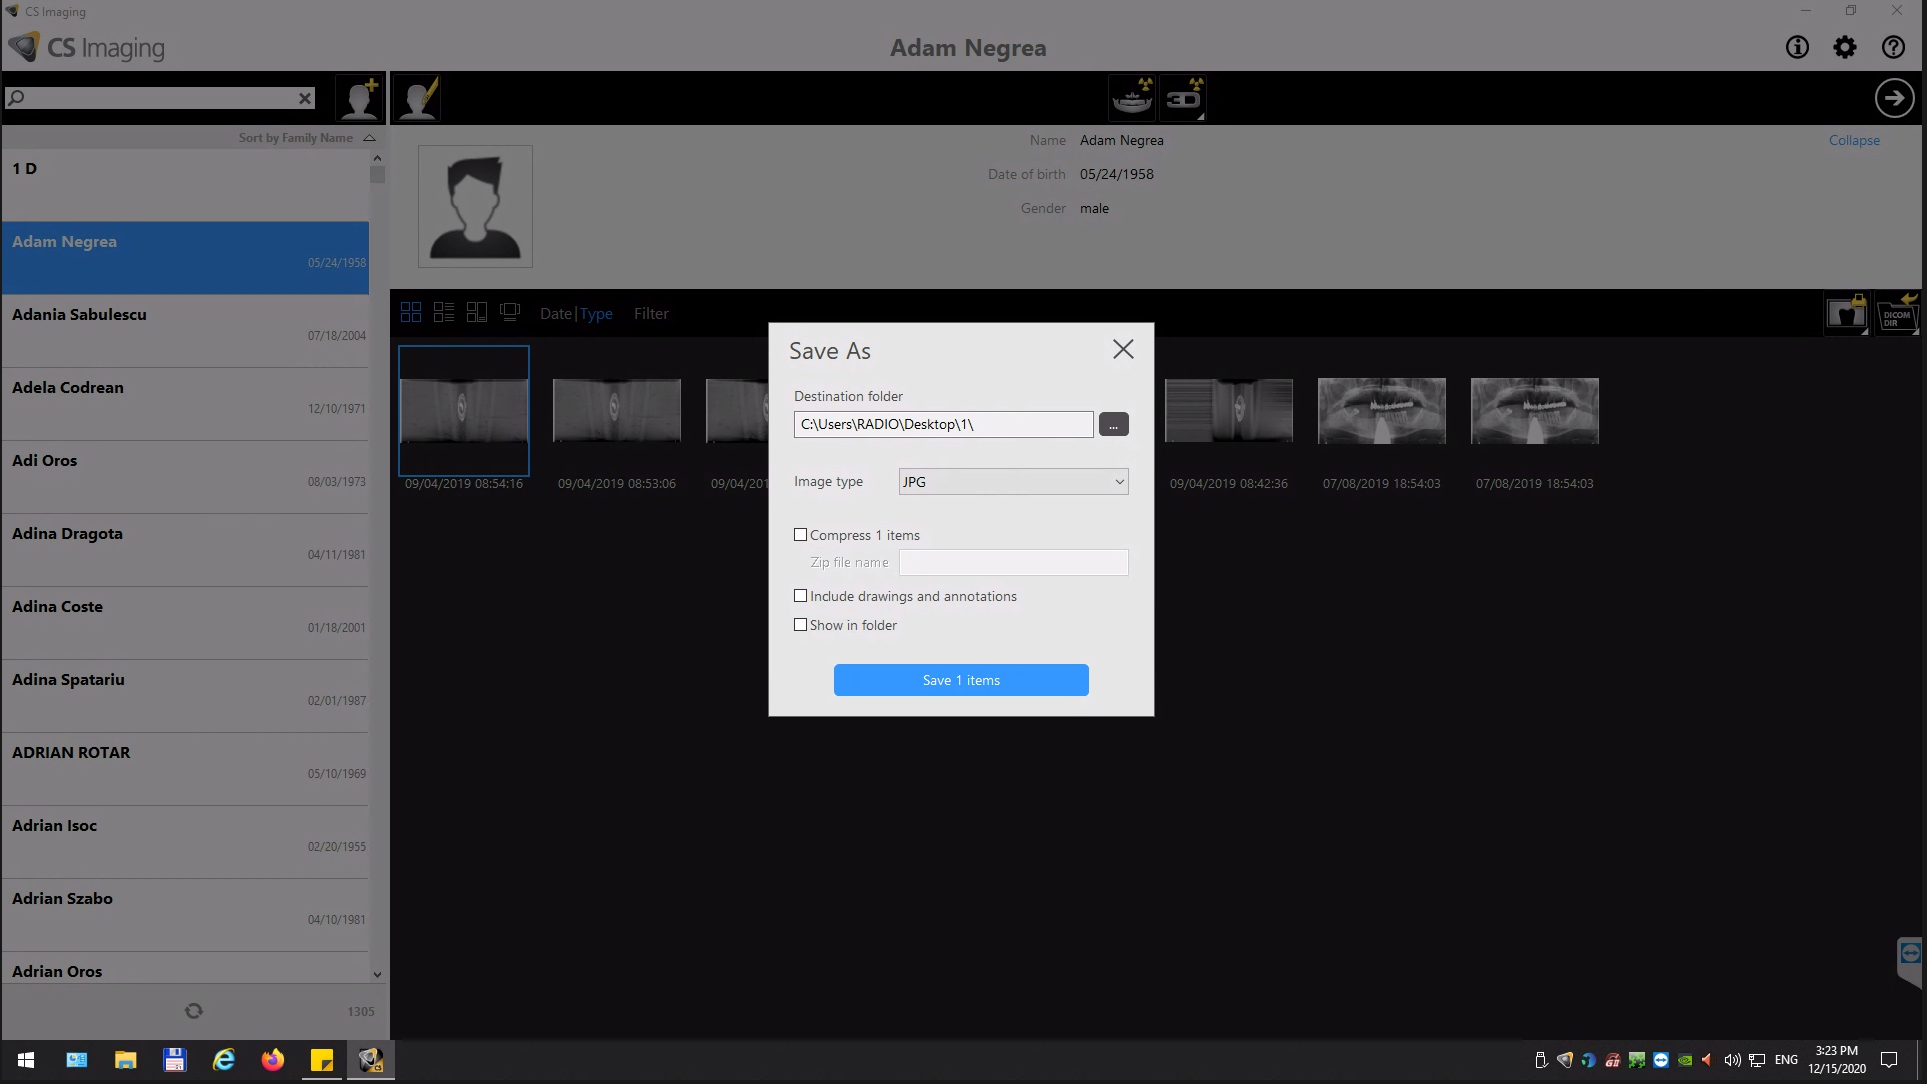 CS Imaging
CS Imaging
Adam Negrea
Sort by Family Name
1 D
Adam Negrea
05/24/1958
Adania Sabulescu
07/18/2004
Adela Codrean
12/10/1971
Adi Oros
08/03/1973
Adina Dragota
04/11/1981
Adina Coste
01/18/2001
Adina Spatariu
02/01/1987
ADRIAN ROTAR
05/10/1969
Adrian Isoc
02/20/1955
Adrian Szabo
04/10/1981
Adrian Oros
1305
3D
Name Adam Negrea
Collapse
Date of birth 05/24/1958
Gender male
Date|Type Filter
DICOM
DIR
09/04/2019 08:54:16
09/04/2019 08:53:06
09/04/201
09/04/2019 08:42:36
07/08/2019 18:54:03
07/08/2019 18:54:03
Save As
Destination folder
C:\Users\RADIO\Desktop\1\
...
Image type JPG
Compress 1 items
Zip file name
Include drawings and annotations
Show in folder
Save 1 items
ENG
3:23 PM
12/15/2020